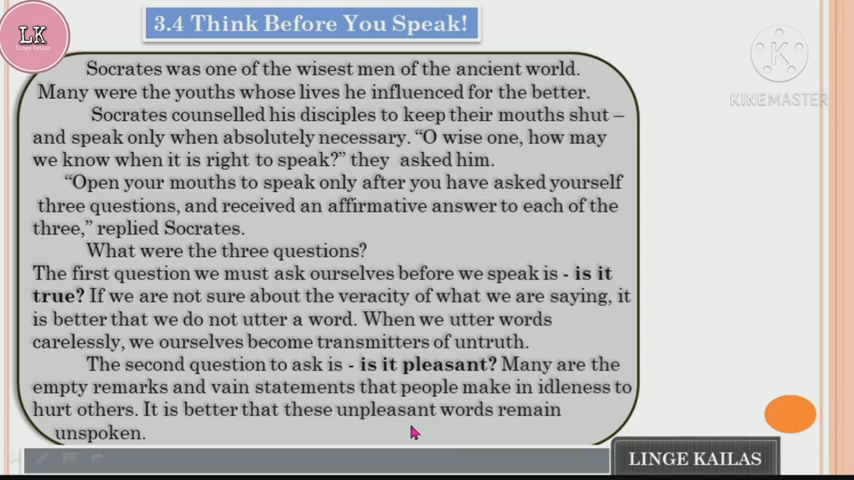 3.4 Think Before You Speak!
LK
Linge Kailas
KINEMASTER
Socrates was one of the wisest men of the ancient world.
Many were the youths whose lives he influenced for the better.
Socrates counselled his disciples to keep their mouths shut –
and speak only when absolutely necessary. “O wise one, how may
we know when it is right to speak?” they asked him.
“Open your mouths to speak only after you have asked yourself
three questions, and received an affirmative answer to each of the
three,” replied Socrates.
What were the three questions?
The first question we must ask ourselves before we speak is - is it
true? If we are not sure about the veracity of what we are saying, it
is better that we do not utter a word. When we utter words
carelessly, we ourselves become transmitters of untruth.
The second question to ask is - is it pleasant? Many are the
empty remarks and vain statements that people make in idleness to
hurt others. It is better that these unpleasant words remain
unspoken.
LINGE KAILAS